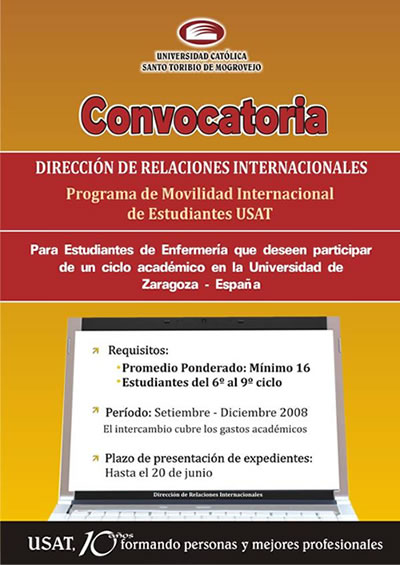 UNIVERSIDAD CATÓLICA
SANTO TORIBIO DE MOGROVEJO
Convocatoria
DIRECCIÓN DE RELACIONES INTERNACIONALES
Programa de Movilidad Internacional
de Estudiantes USAT
Para Estudiantes de Enfermería que deseen participar
de un ciclo académico en la Universidad de
Zaragoza - España
Requisitos:
Promedio Ponderado: Mínimo 16
Estudiantes del 6º al 9º ciclo
Período: Setiembre - Diciembre 2008
El intercambio cubre los gastos académicos
Plazo de presentación de expedientes:
Hasta el 20 de junio
Dirección de Relaciones Internacionales
USAT, 10 años formando personas y mejores profesionales